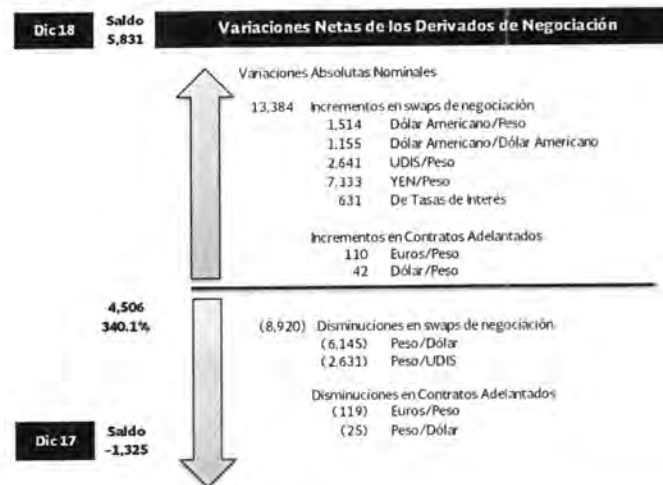 Dic 18 Saldo 5,831 Variaciones Netas de los Derivados de Negociación
Variaciones Absolutas Nominales
13,384 Incrementos en swaps de negociación
1,514 Dólar Americano/Peso
1,155 Dólar Americano/Dólar Americano
2,641 UDIS/Peso
7,333 YEN/Peso
631 De Tasas de Interés
Incrementos en Contratos Adelantados
110 Euros/Peso
42 Dólar/Peso
4,506
340.1%
(8,920) Disminuciones en swaps de negociación
(6,145) Peso/Dólar
(2,631) Peso/UDIS
Disminuciones en Contratos Adelantados
(119) Euros/Peso
(25) Peso/Dólar
Dic 17 Saldo
-1,325